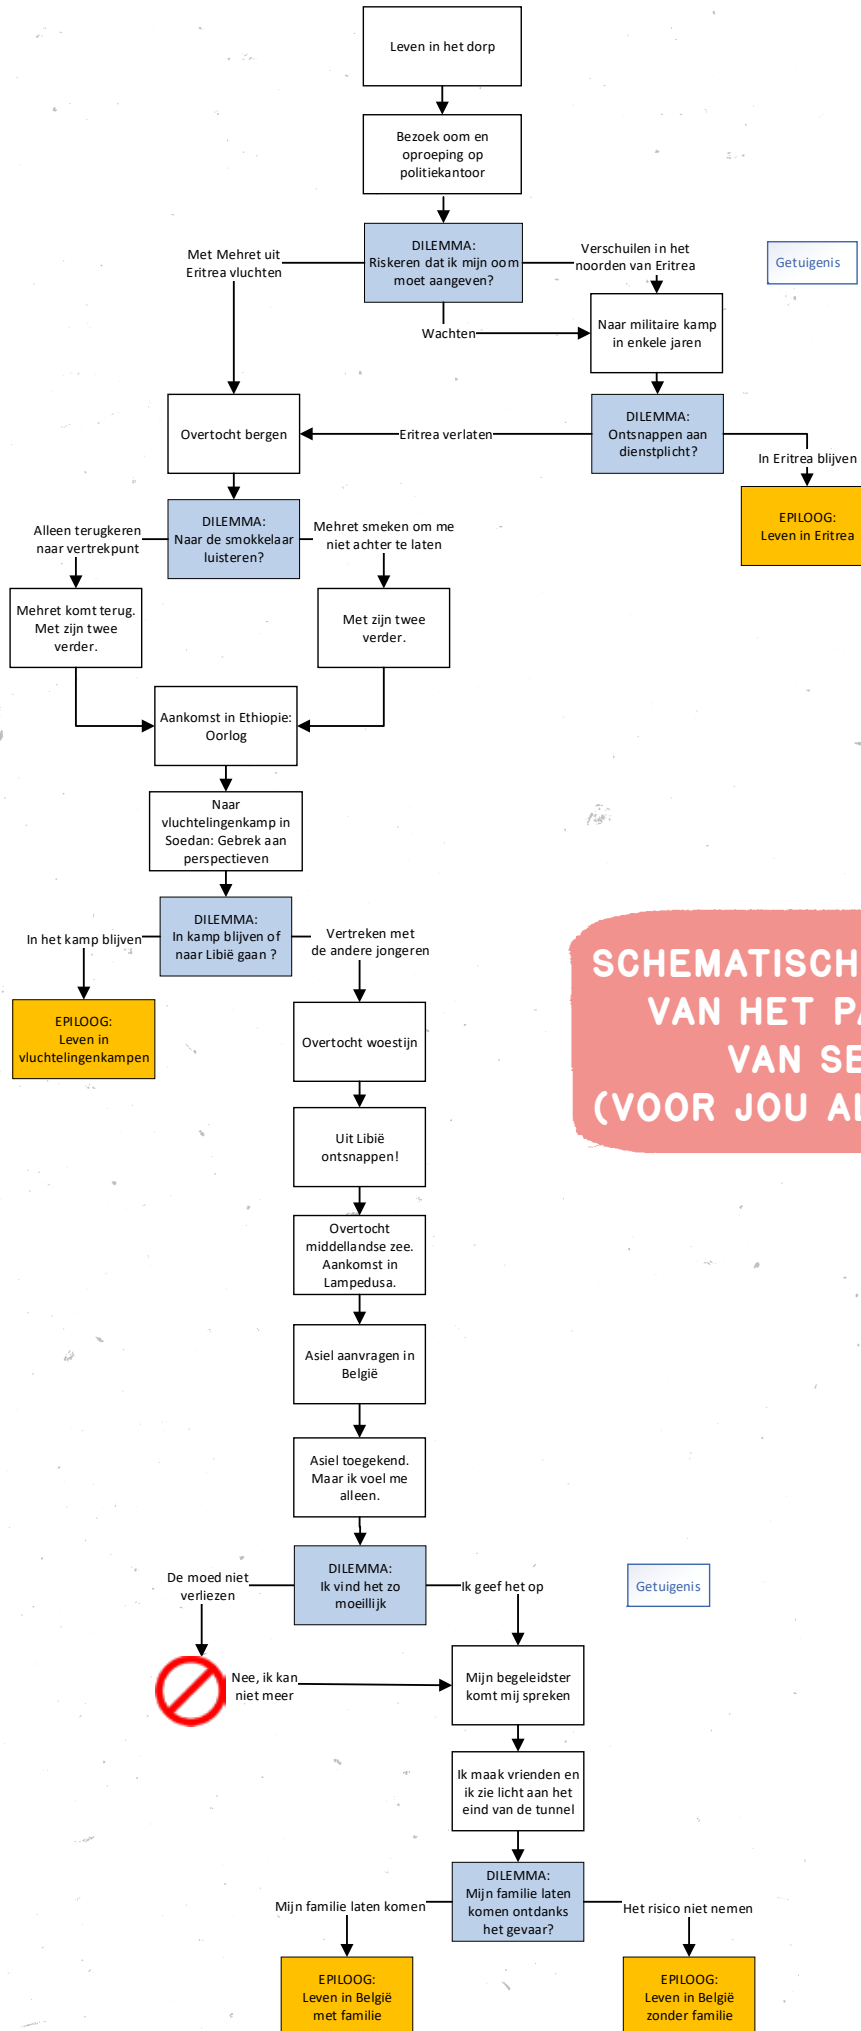 Leven in het dorp
Bezoek oom en
oproeping op
politiekantoor
DILEMMA:
Riskeren dat ik mijn oom
moet aangeven?
Met Mehret uit
Eritrea vluchten
Verschuilen in het
noorden van Eritrea
Getuigenis
Wachten
Naar militaire kamp
in enkele jaren
Overtocht bergen
Eritrea verlaten
DILEMMA:
Ontsnappen aan
dienstplicht?
In Eritrea blijven
EPILOOG:
Leven in Eritrea
Alleen terugkeren
naar vertrekpunt
DILEMMA:
Naar de smokkelaar
luisteren?
Mehret smeken om me
niet achter te laten
Mehret komt terug.
Met zijn twee
verder.
Met zijn twee
verder.
Aankomst in Ethiopie:
Oorlog
Naar
vluchtelingenkamp in
Soedan: Gebrek aan
perspectieven
In het kamp blijven
DILEMMA:
In kamp blijven of
naar Libië gaan ?
Vertreken met
de andere jongeren
EPILOOG:
Leven in
vluchtelingenkampen
SCHEMATISCH
VAN HET
VAN
(VOOR JOU
Overtocht woestijn
Uit Libië
ontsnappen!
Overtocht
middellandse zee.
Aankomst in
Lampedusa.
Asiel aanvragen in
België
Asiel toegekend.
Maar ik voel me
alleen.
De moed niet
verliezen
DILEMMA:
Ik vind het zo
moeillijk
Ik geef het op
Getuigenis
Nee, ik kan
niet meer
Mijn begeleidster
komt mij spreken
Ik maak vrienden en
ik zie licht aan het
eind van de tunnel
Mijn familie laten komen
DILEMMA:
Mijn familie laten
komen ontdanks
het gevaar?
Het risico niet nemen
EPILOOG:
Leven in België
met familie
EPILOOG:
Leven in België
zonder familie